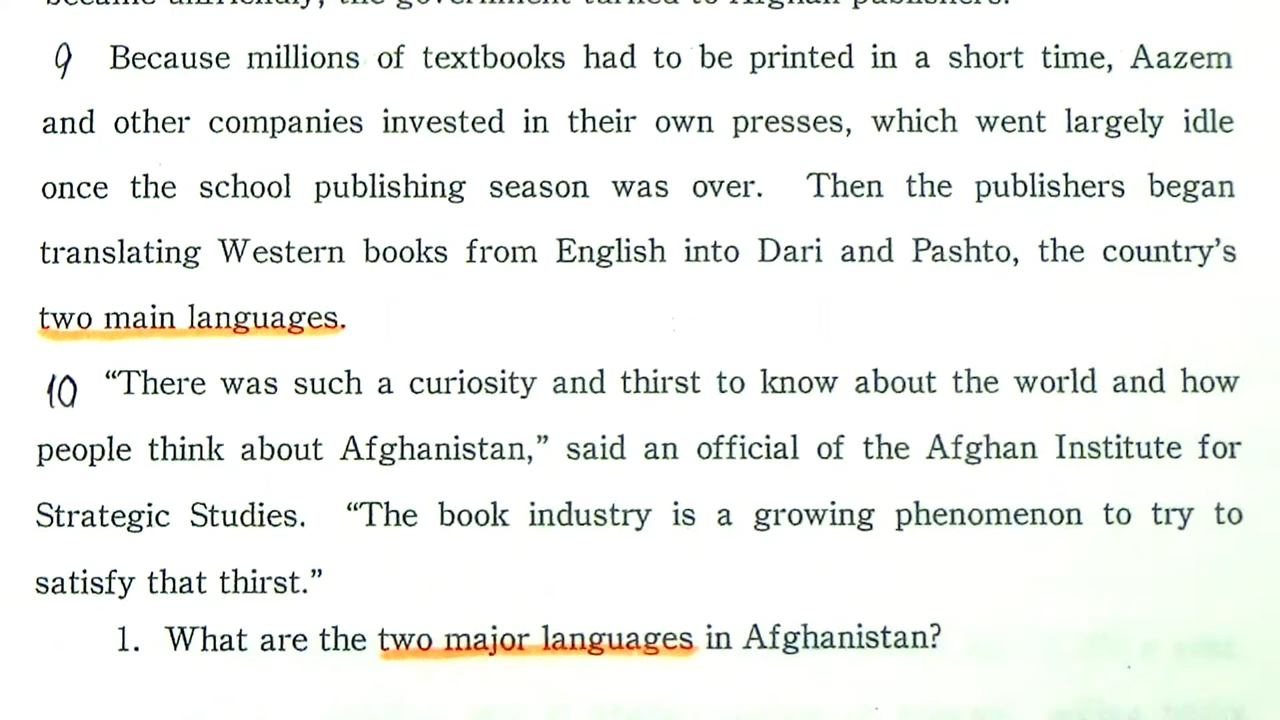 9 Because millions of textbooks had to be printed in a short time, Aazem
and other companies invested in their own presses, which went largely idle
once the school publishing season was over. Then the publishers began
translating Western books from English into Dari and Pashto, the country's
two main languages.
10 “There was such a curiosity and thirst to know about the world and how
people think about Afghanistan,” said an official of the Afghan Institute for
Strategic Studies. “The book industry is a growing phenomenon to try to
satisfy that thirst.”
1. What are the two major languages in Afghanistan?